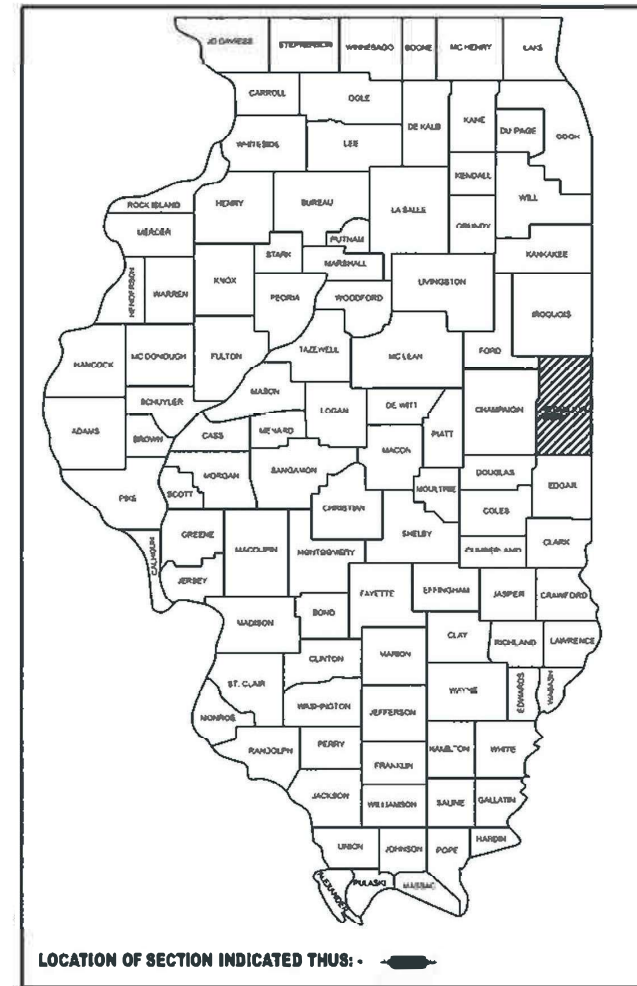 JO DAVIESS STEPHENSON WINNEBAGO BOONE MC HENRY LAKE
CARROLL OGLE DE KALB KANE DU PAGE COOK
WHITESIDE LEE KENDALL WILL
ROCK ISLAND HENRY BUREAU LA SALLE GRUNDY
MERCER PUTNAM KANKAKEE
HENDERSON WARREN KNOX STARK MARSHALL LIVINGSTON
PEORIA WOODFORD IROQUOIS
HANCOCK MC DONOUGH FULTON TAZEWELL MC LEAN FORD
SCHUYLER MASON LOGAN DE WITT CHAMPAIGN
ADAMS BROWN CASS MENARD PIATT
MACON
PIKE SCOTT MORGAN SANGAMON MOULTRIE DOUGLAS EDGAR
CHRISTIAN COLES
CALHOUN GREENE MACOUPIN MONTGOMERY SHELBY CUMBERLAND CLARK
JERSEY FAYETTE EFFINGHAM JASPER CRAWFORD
MADISON BOND CLAY RICHLAND LAWRENCE
CLINTON MARION
ST. CLAIR WAYNE EDWARDS WABASH
MONROE WASHINGTON JEFFERSON
RANDOLPH PERRY HAMILTON WHITE
FRANKLIN
JACKSON WILLIAMSON SALINE GALLATIN
UNION JOHNSON POPE HARDIN
ALEXANDER PULASKI MASSAC
LOCATION OF SECTION INDICATED THUS: -